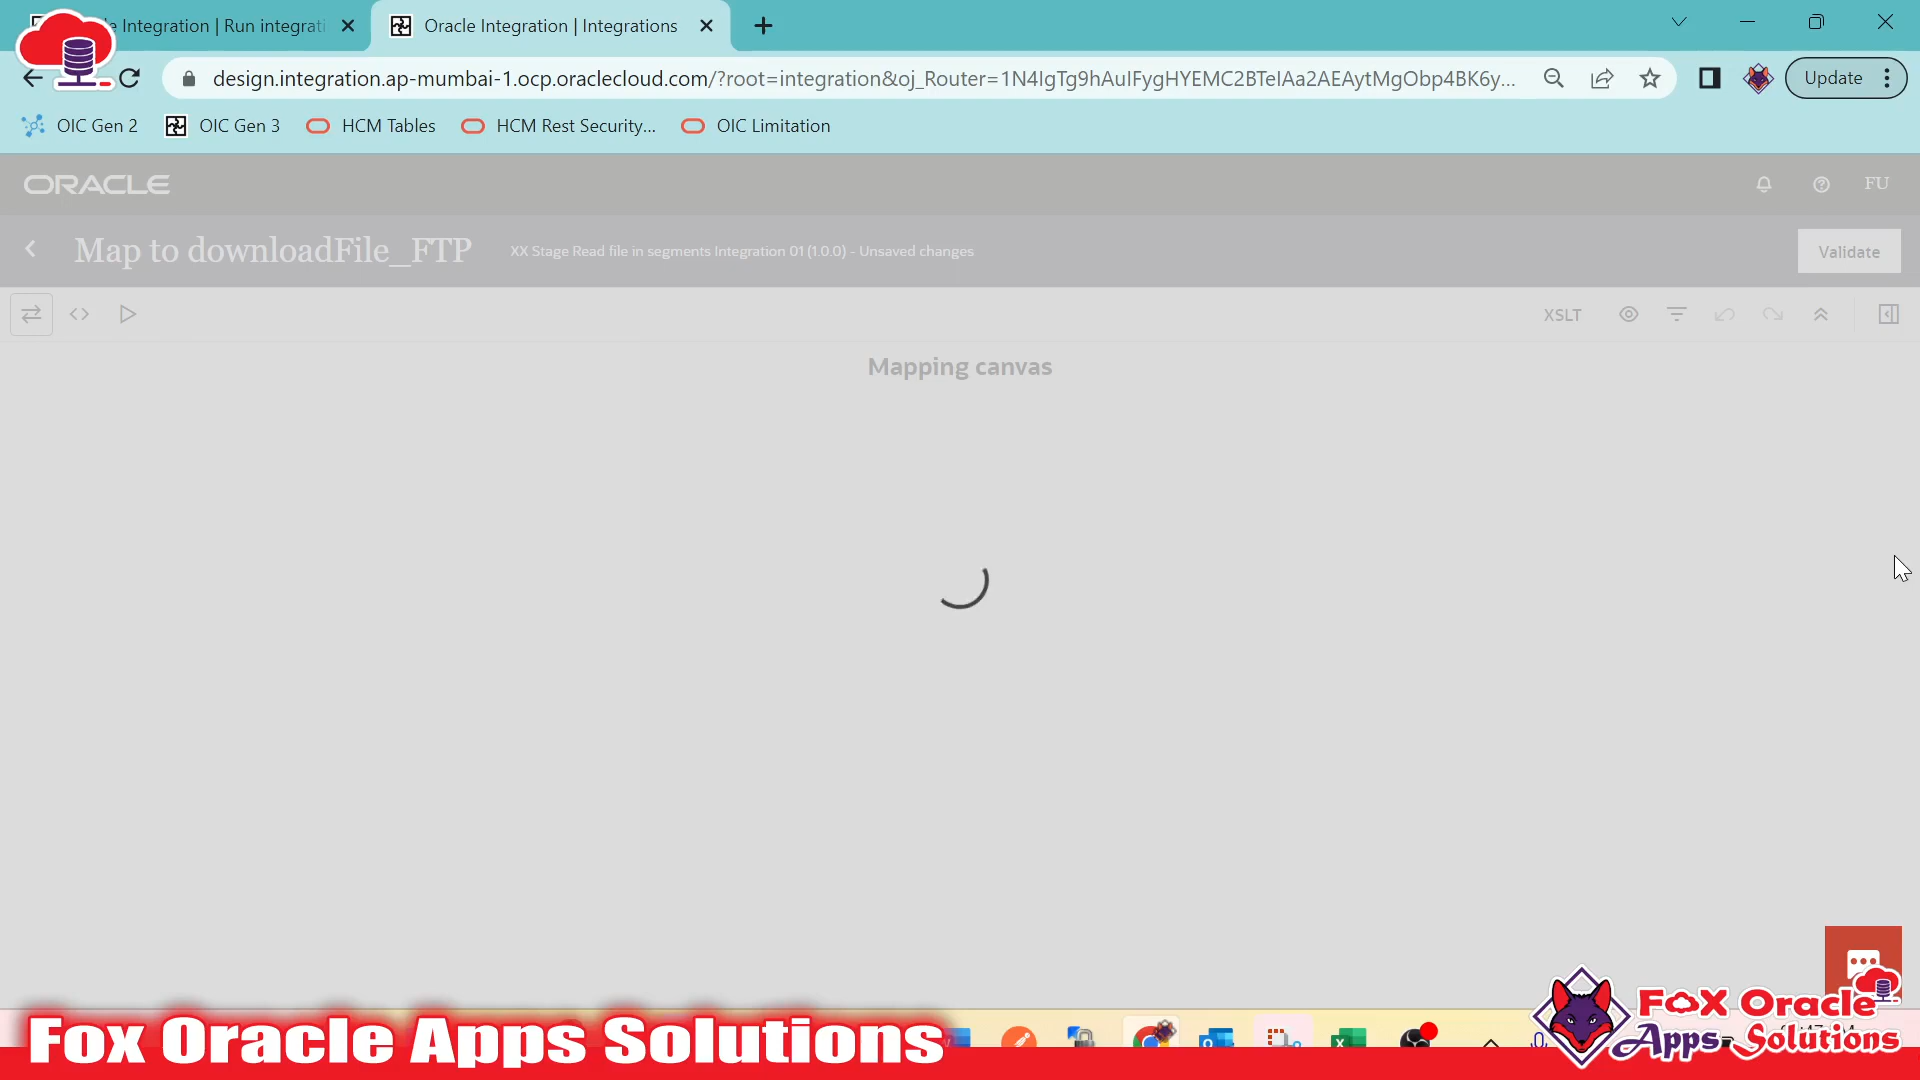 le Integration | Run integrati
Oracle Integration | Integrations
design.integration.ap-mumbai-1.ocp.oraclecloud.com/?root=integration&oj_Router=1N4IgTg9hAuIFygHYEMC2BTeIAa2AEAytMgObp4BK6y...
Update
OIC Gen 2
OIC Gen 3
HCM Tables
HCM Rest Security...
OIC Limitation
ORACLE
FU
Map to downloadFile_FTP
XX Stage Read file in segments Integration 01 (1.0.0) - Unsaved changes
Validate
XSLT
Mapping canvas
Fox Oracle Apps Solutions
FoX Oracle
Apps Solutions